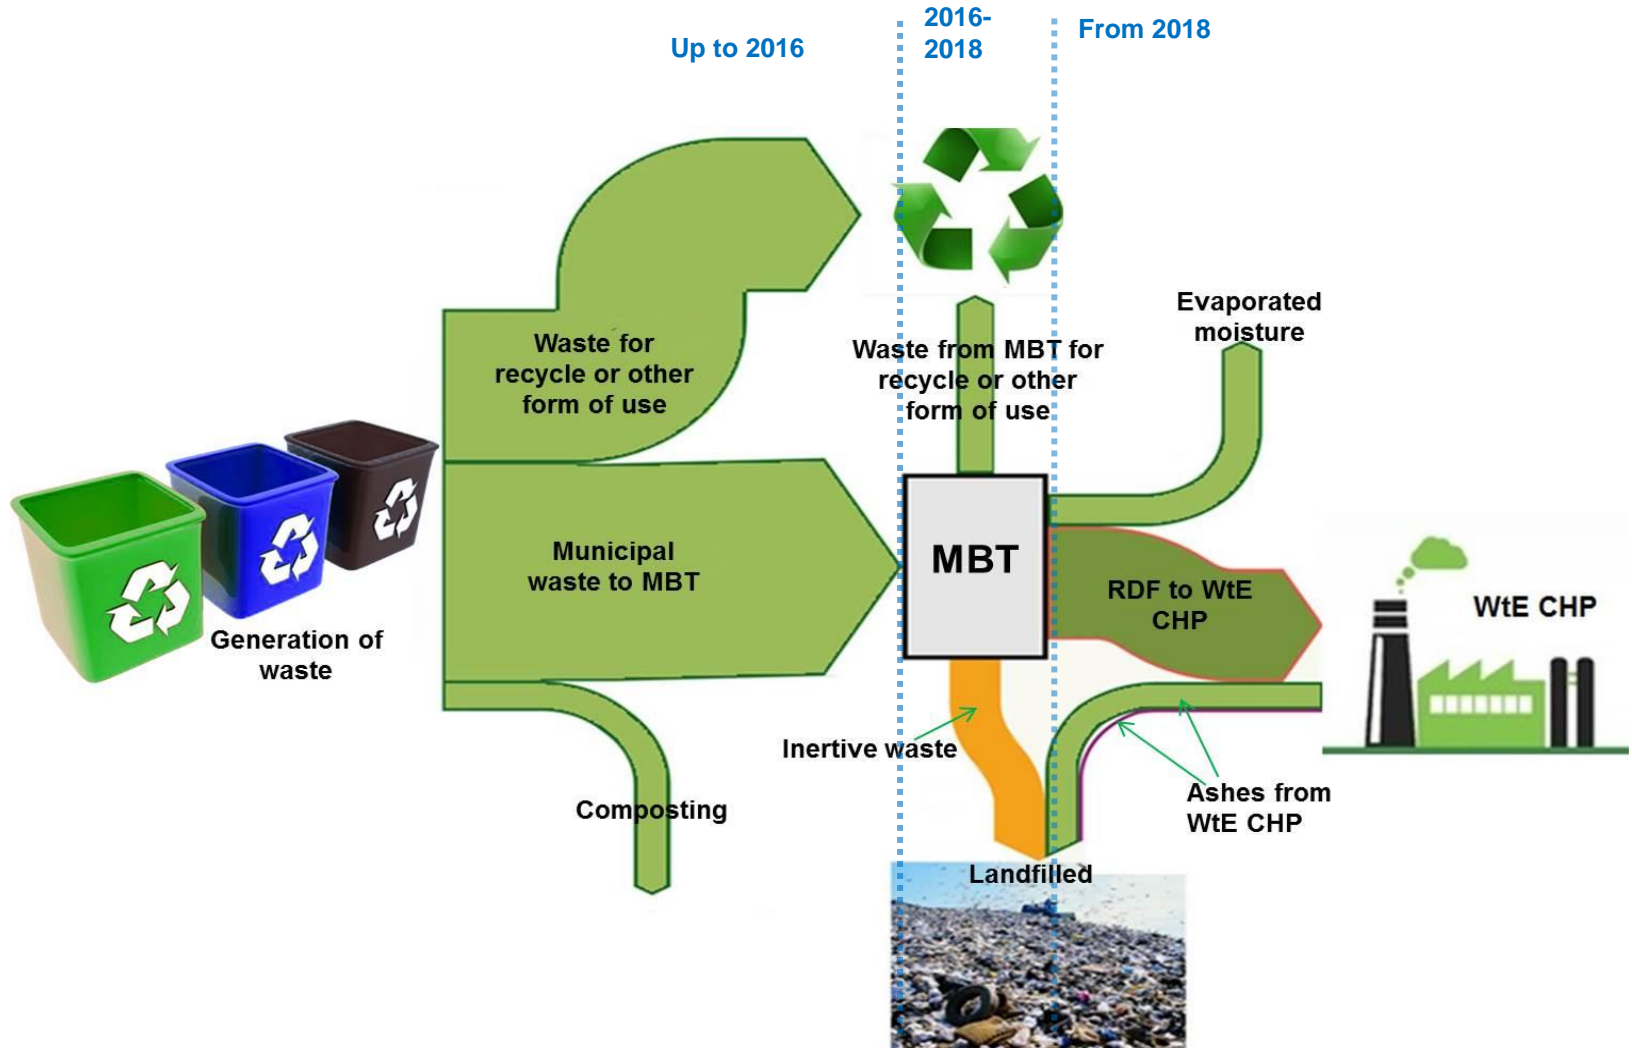 Up to 2016
2016-
2018
From 2018
Evaporated
moisture
Waste for
recycle or other
form of use
Waste from MBT for
recycle or other
form of use
Municipal
waste to MBT
MBT
RDF to WtE
CHP
WtE CHP
Generation of
waste
Inertive waste
Composting
Ashes from
WtE CHP
Landfilled